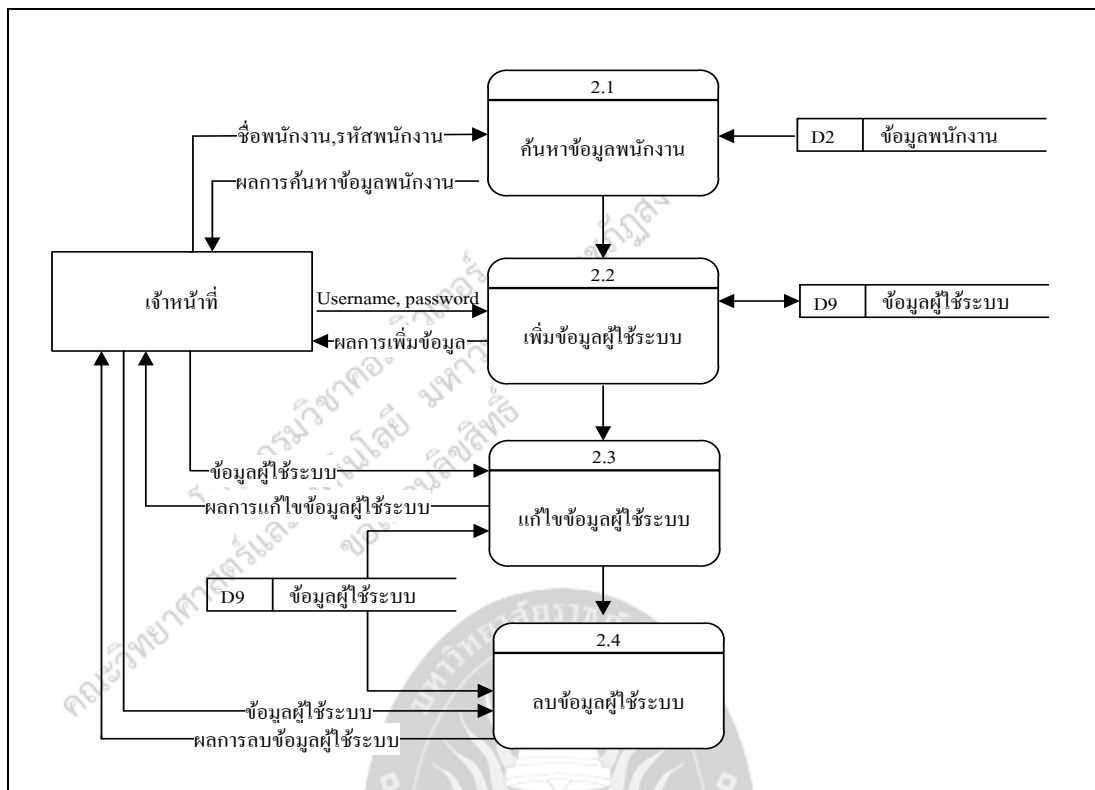 2.1
ชื่อพนักงาน,รหัสพนักงาน
ค้นหาข้อมูลพนักงาน
D2 ข้อมูลพนักงาน
ผลการค้นหาข้อมูลพนักงาน
2.2
เจ้าหน้าที่
Username, password
เพิ่มข้อมูลผู้ใช้ระบบ
D9 ข้อมูลผู้ใช้ระบบ
ผลการเพิ่มข้อมูล
2.3
ข้อมูลผู้ใช้ระบบ
ผลการแก้ไขข้อมูลผู้ใช้ระบบ
แก้ไขข้อมูลผู้ใช้ระบบ
D9 ข้อมูลผู้ใช้ระบบ
2.4
ลบข้อมูลผู้ใช้ระบบ
ข้อมูลผู้ใช้ระบบ
ผลการลบข้อมูลผู้ใช้ระบบ